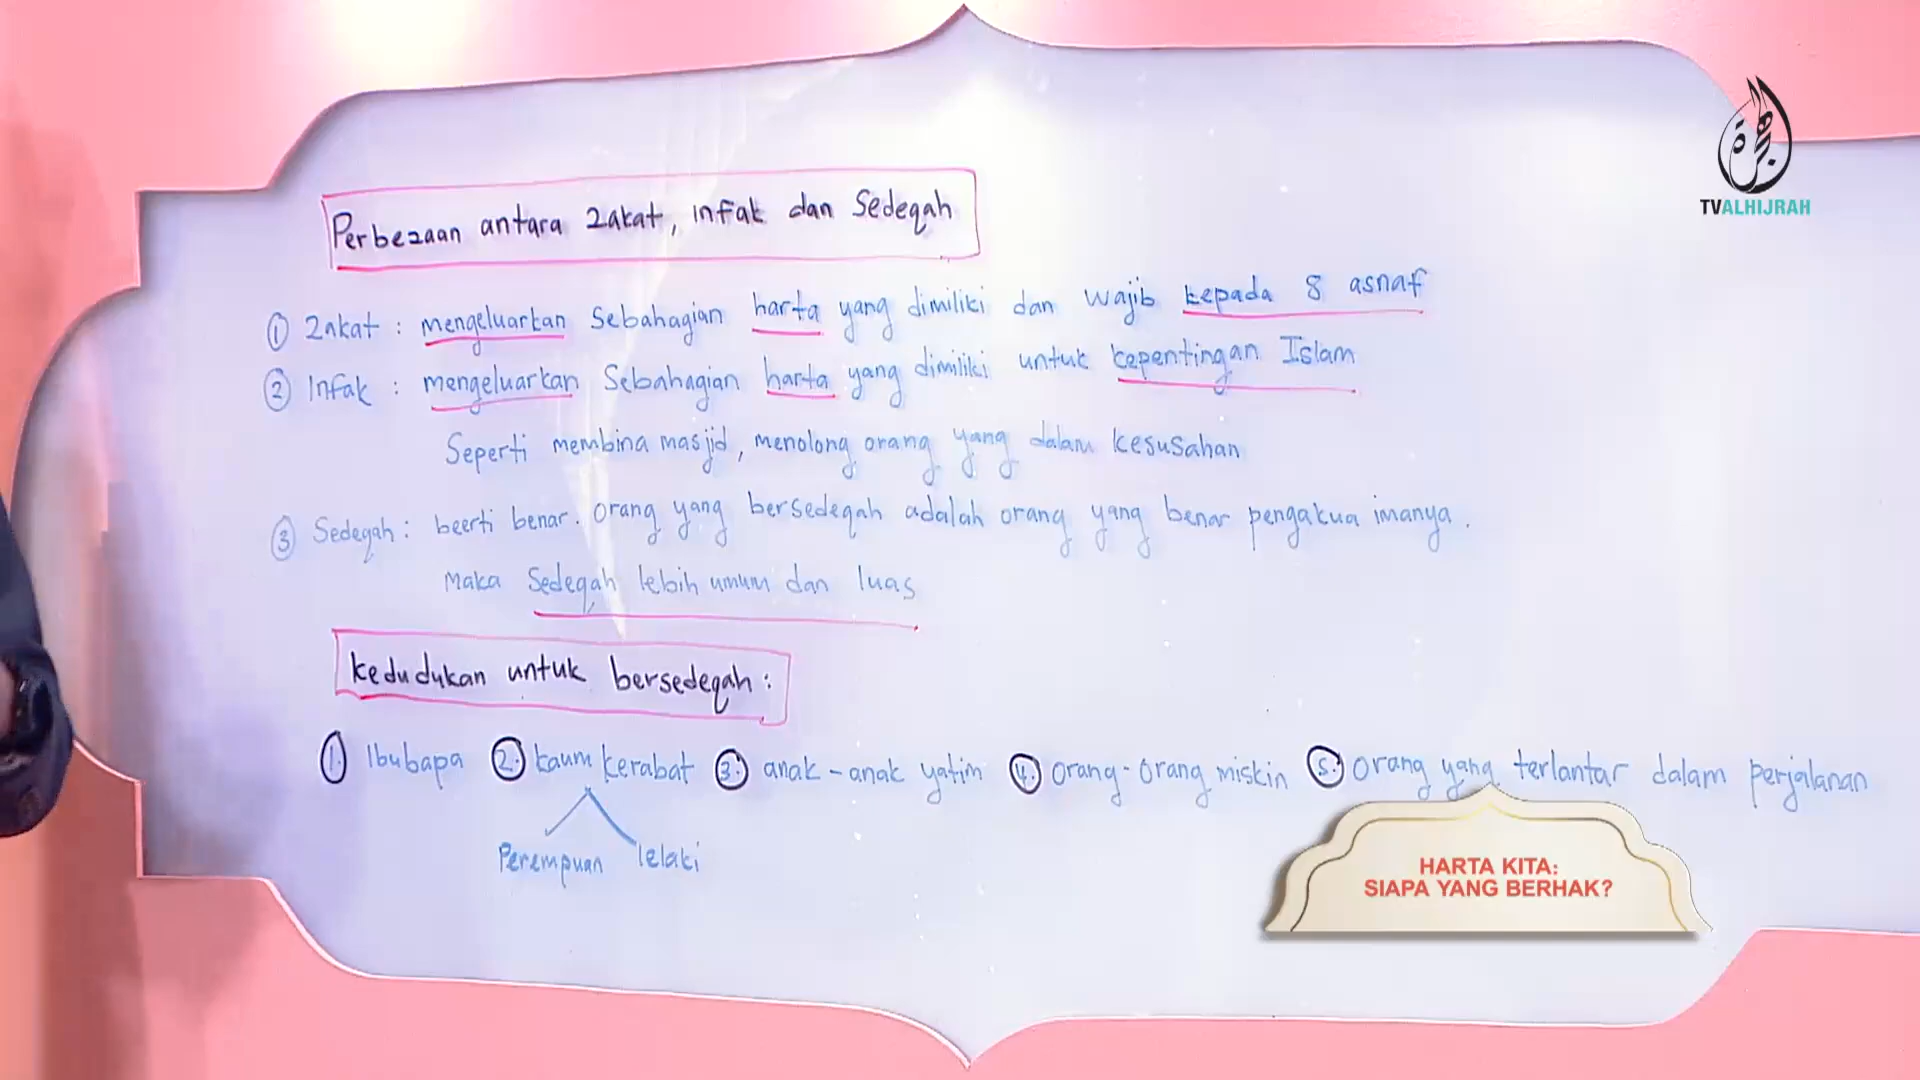 هجرة
TVALHIJRAH
Perbezaan antara Zakat, infak dan Sedeqah
① Zakat : mengeluarkan Sebahagian harta yang dimiliki dan wajib kepada 8 asnaf
② Infak : mengeluarkan Sebahagian harta yang dimiliki untuk kepentingan Islam
Seperti membina masjid, menolong orang yang dalam kesusahan
③ Sedeqah : beerti benar. Orang yang bersedeqah adalah orang yang benar pengakua imanya.
Maka Sedeqah lebih umum dan luas
kedudukan untuk bersedeqah :
①. Ibubapa ②. kaum kerabat ③. anak-anak yatim ④. orang-orang miskin ⑤. orang yang terlantar dalam perjalanan
Perempuan lelaki
HARTA KITA:
SIAPA YANG BERHAK?